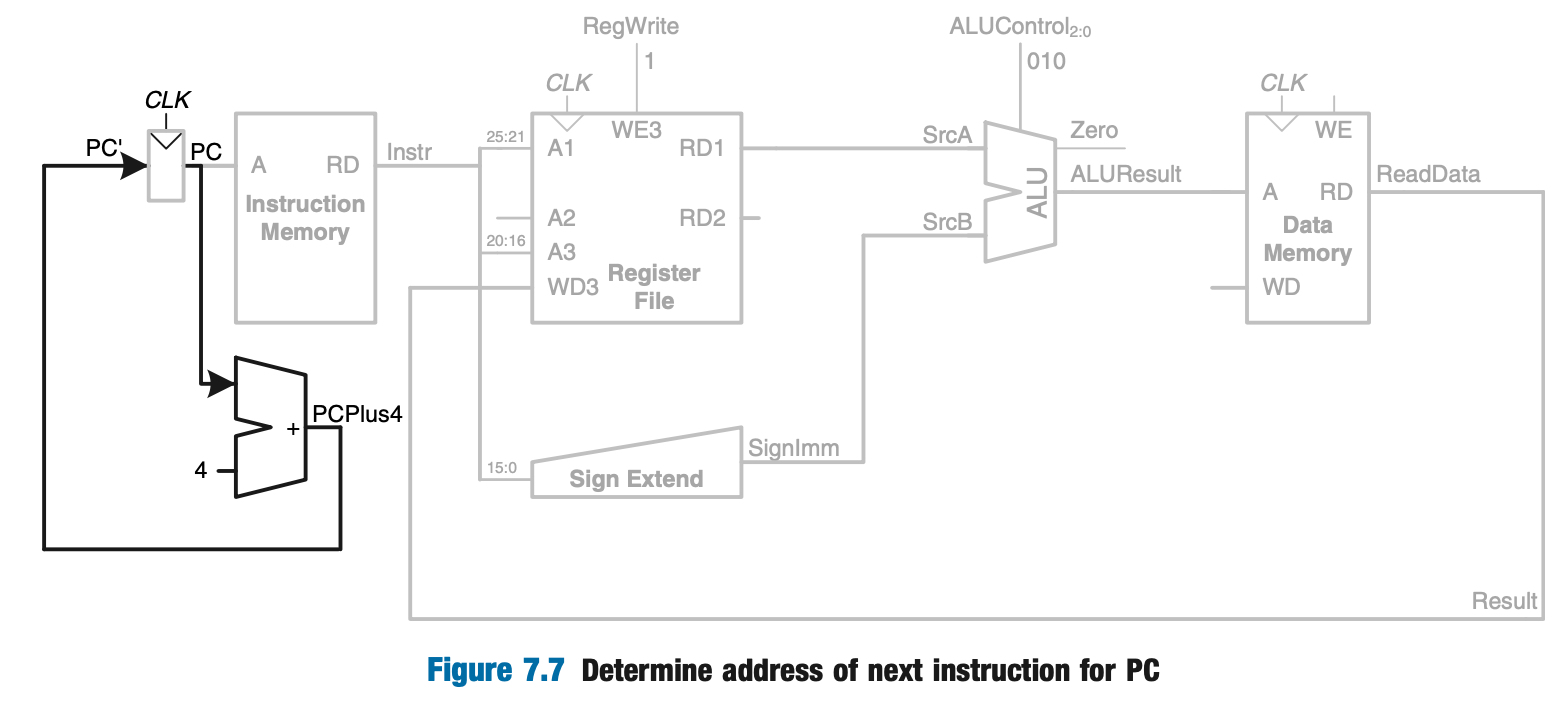 RegWrite
ALUControl2:0
1
010
CLK
CLK
CLK
PC'
PC
A
RD
Instr
Instruction
Memory
25:21
A1
WE3
RD1
A2
RD2
20:16
A3
WD3
Register
File
SrcA
SrcB
ALU
Zero
ALUResult
WE
A
RD
ReadData
Data
Memory
WD
+
PCPlus4
4
15:0
Sign Extend
SignImm
Result
Figure 7.7 Determine address of next instruction for PC